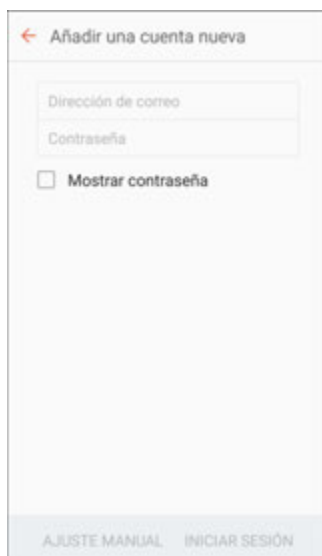 Añadir una cuenta nueva
Dirección de correo
Contraseña
Mostrar contraseña
AJUSTE MANUAL INICIAR SESIÓN